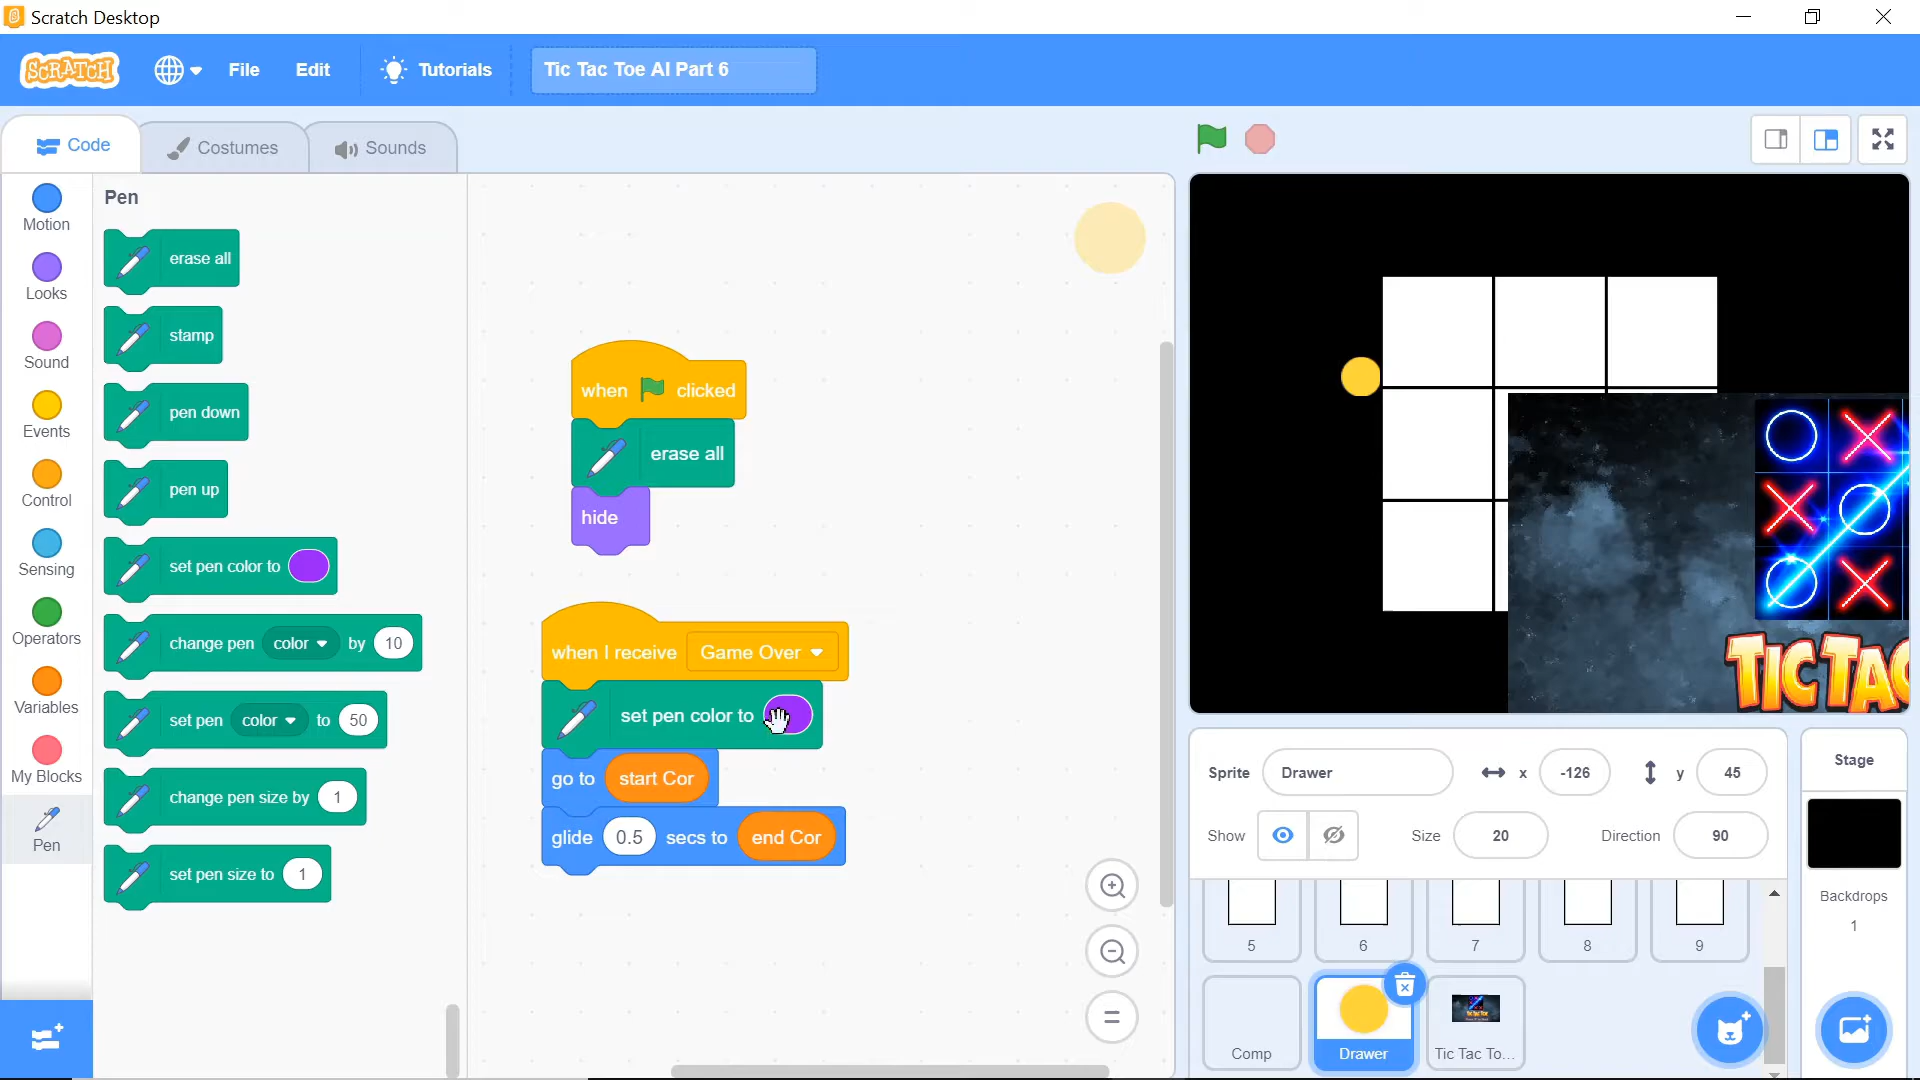 Scratch Desktop
SCRATCH
File
Edit
Tutorials
Tic Tac Toe AI Part 6
Code
Costumes
Sounds
Motion
Looks
Sound
Events
Control
Sensing
Operators
Variables
My Blocks
Pen
Pen
erase all
stamp
pen down
pen up
set pen color to
change pen color by 10
set pen color to 50
change pen size by 1
set pen size to 1
when clicked
erase all
hide
when I receive Game Over
set pen color to
go to start Cor
glide 0.5 secs to end Cor
TIC TAC
Sprite Drawer x -126 y 45
Show Size 20 Direction 90
5 6 7 8 9
Comp Drawer Tic Tac To...
Stage
Backdrops
1